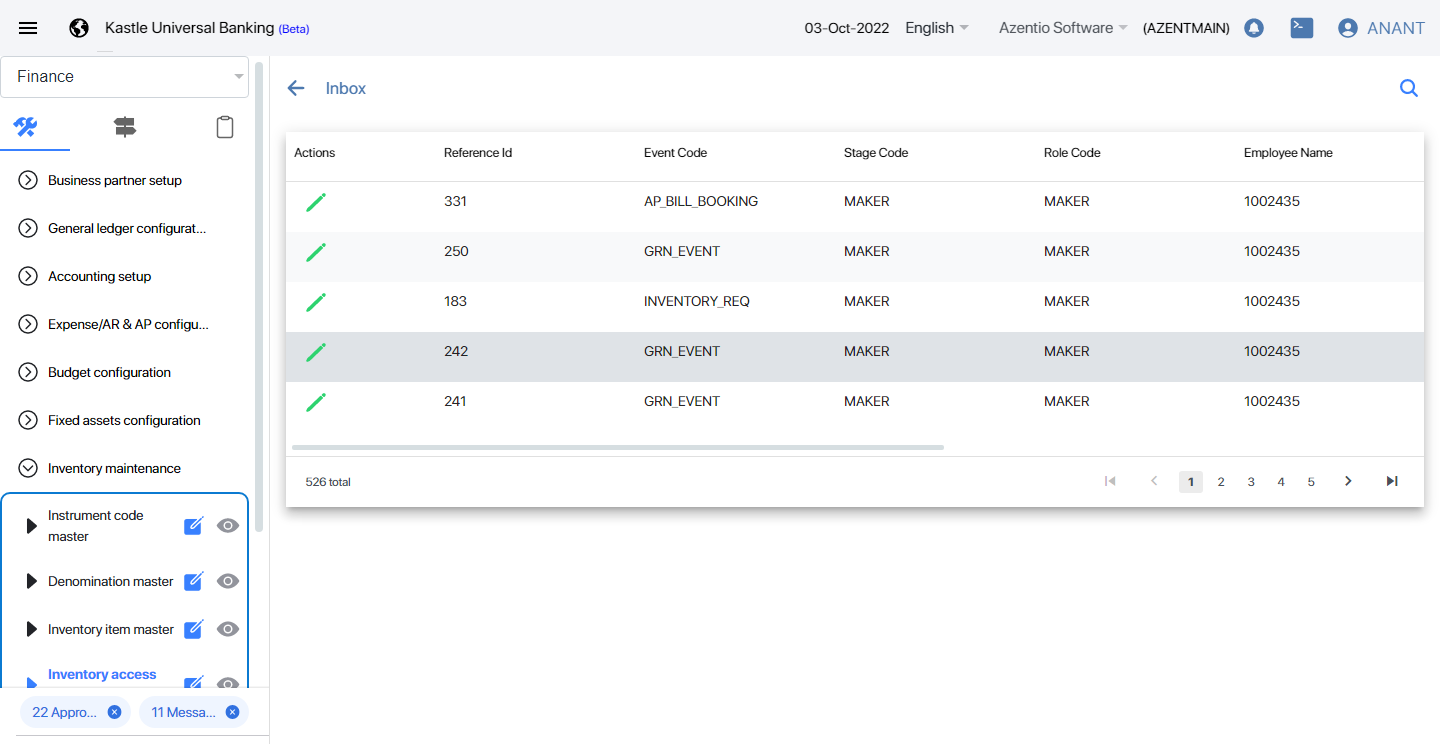 Kastle Universal Banking (Beta)
03-Oct-2022 English Azentio Software (AZENTMAIN) ANANT
Finance
Business partner setup
General ledger configurat...
Accounting setup
Expense/AR & AP configu...
Budget configuration
Fixed assets configuration
Inventory maintenance
Instrument code
master
Denomination master
Inventory item master
Inventory access
22 Appro...
11 Messa...
Inbox
Actions Reference Id Event Code Stage Code Role Code Employee Name
331 AP_BILL_BOOKING MAKER MAKER 1002435
250 GRN_EVENT MAKER MAKER 1002435
183 INVENTORY_REQ MAKER MAKER 1002435
242 GRN_EVENT MAKER MAKER 1002435
241 GRN_EVENT MAKER MAKER 1002435
526 total 1 2 3 4 5